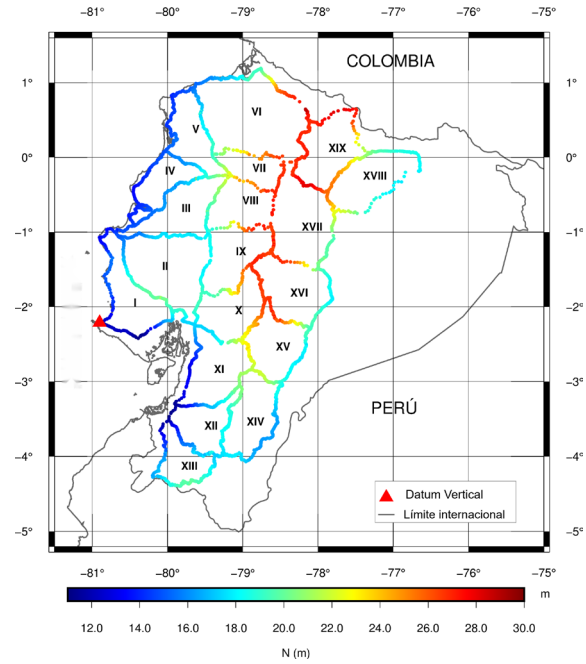 −81° −80° −79° −78° −77° −76° −75°
COLOMBIA
1° 1°
VI
V
XIX
0° 0°
IV VII XVIII
VIII
III
XVII
−1° −1°
IX
II
XVI
I X
−2° −2°
XV
XI
−3° −3°
PERÚ
XII XIV
−4° −4°
XIII
Datum Vertical
Límite internacional
−5° −5°
−81° −80° −79° −78° −77° −76° −75°
m
12.0 14.0 16.0 18.0 20.0 22.0 24.0 26.0 28.0 30.0
N (m)